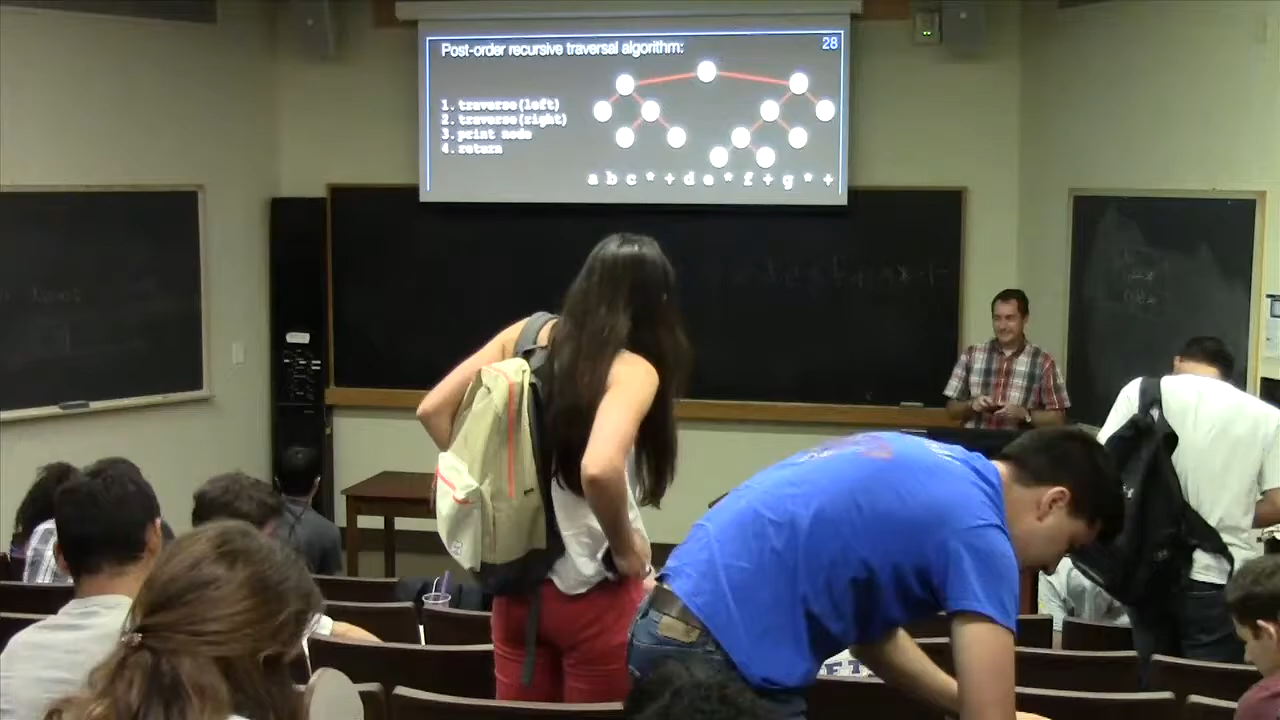 Post-order recursive traversal algorithm:
28
1. traverse(left)
2. traverse(right)
3. print node
4. return
a b c * + d e * f + g * +